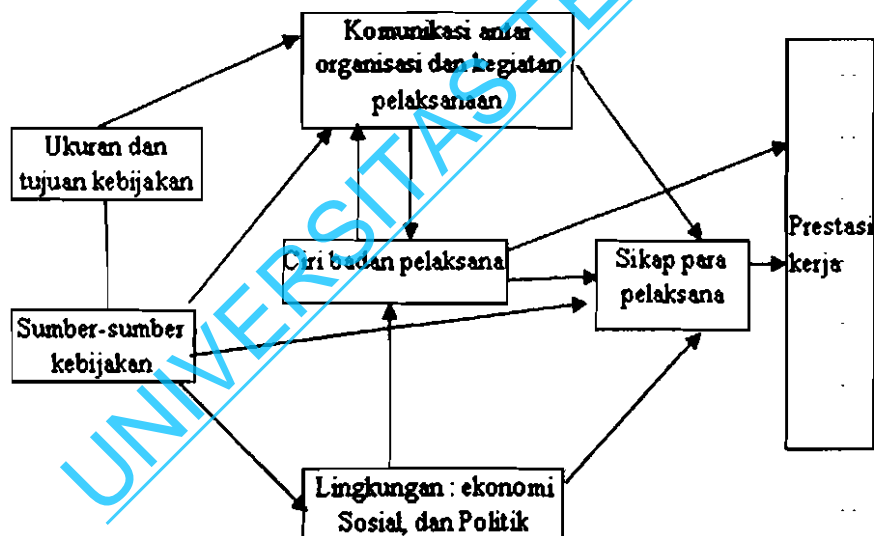 Komunikasi antar
organisasi dan kegiatan
pelaksanaan
Ukuran dan
tujuan kebijakan
Prestasi
kerja
Ciri badan pelaksana
Sikap para
pelaksana
Sumber-sumber
kebijakan
Lingkungan : ekonomi
Sosial, dan Politik
UNIVERSITAS TE